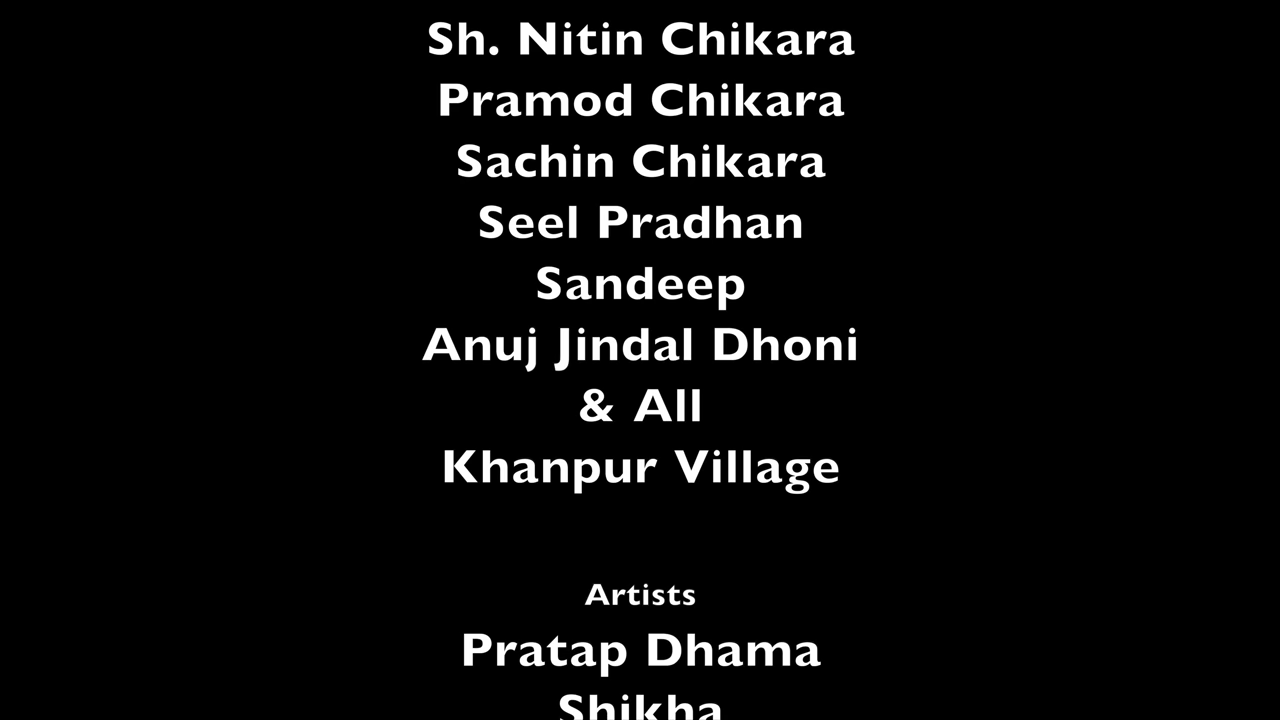 Sh. Nitin Chikara
Pramod Chikara
Sachin Chikara
Seel Pradhan
Sandeep
Anuj Jindal Dhoni
& All
Khanpur Village
Artists
Pratap Dhama
Shikha